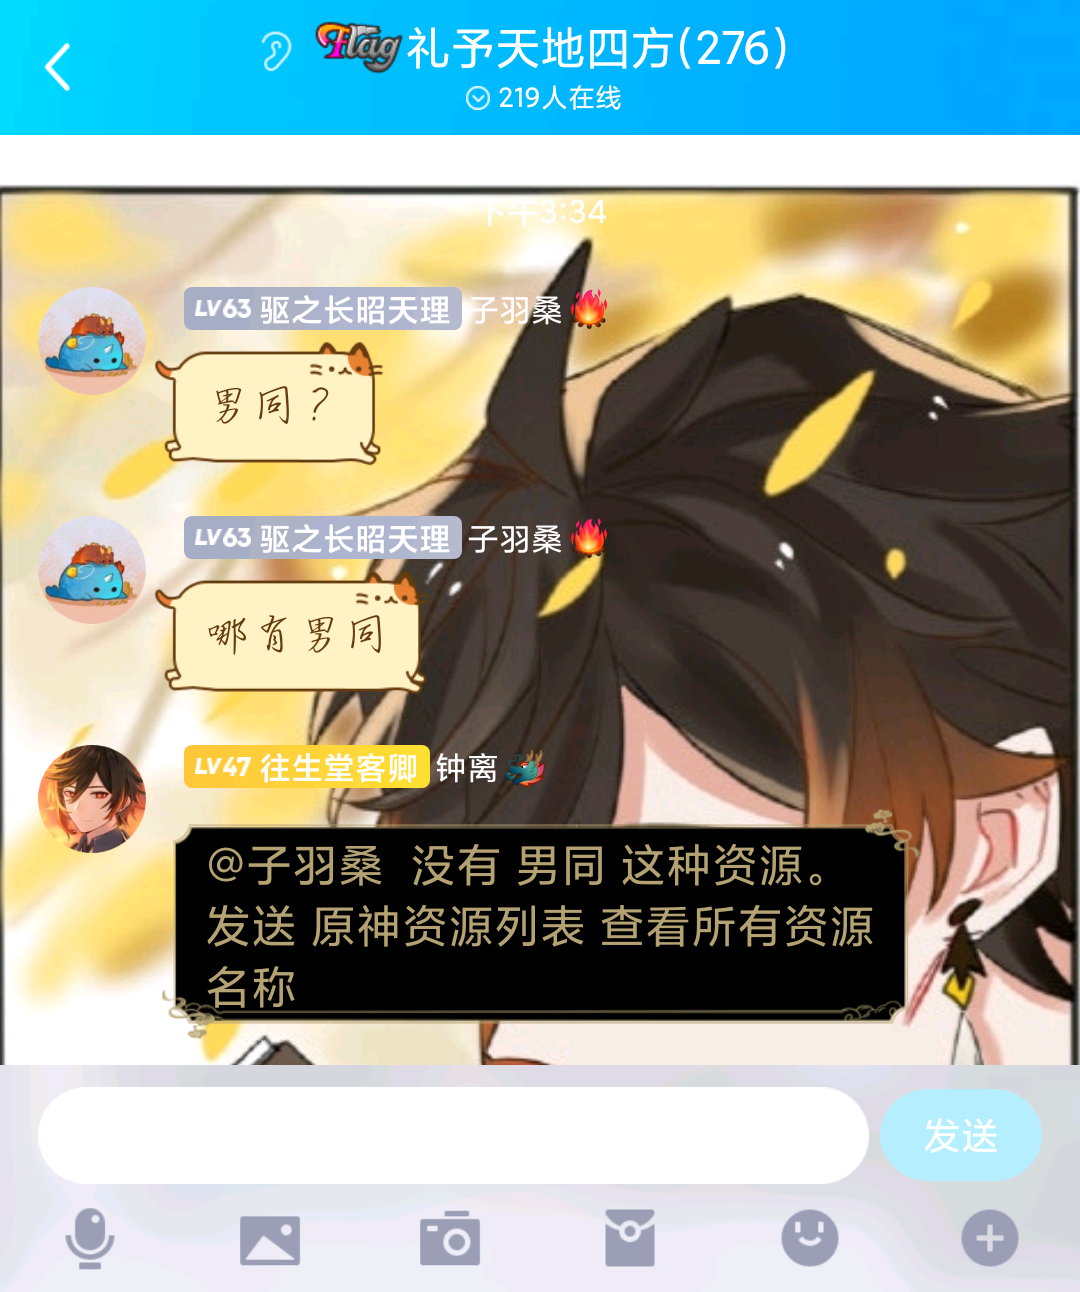 Flag 礼予天地四方(276)
219人在线
下午3:34
LV63 驱之长昭天理 子羽桑
男同？
LV63 驱之长昭天理 子羽桑
哪有男同
LV47 往生堂客卿 钟离
@子羽桑 没有 男同 这种资源。
发送 原神资源列表 查看所有资源
名称
发送